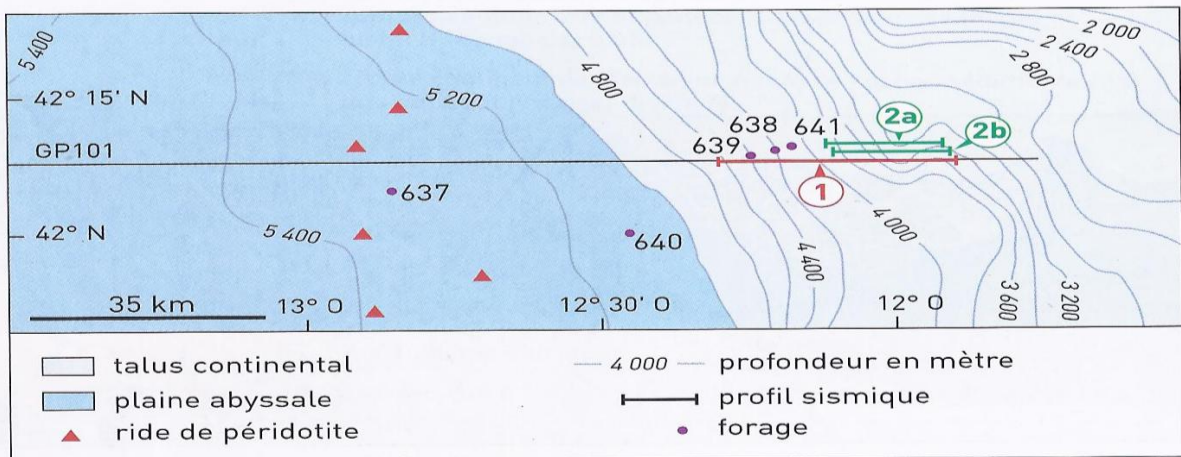 2 000
5 400
2 400
4 800
2 800
42° 15' N
5 200
638
641
2a
2b
GP101
639
1
637
4 000
42° N
5 400
640
4 400
35 km
13° O
12° 30' O
12° O
3 600
3 200
talus continental
4 000
profondeur en mètre
plaine abyssale
profil sismique
ride de péridotite
forage